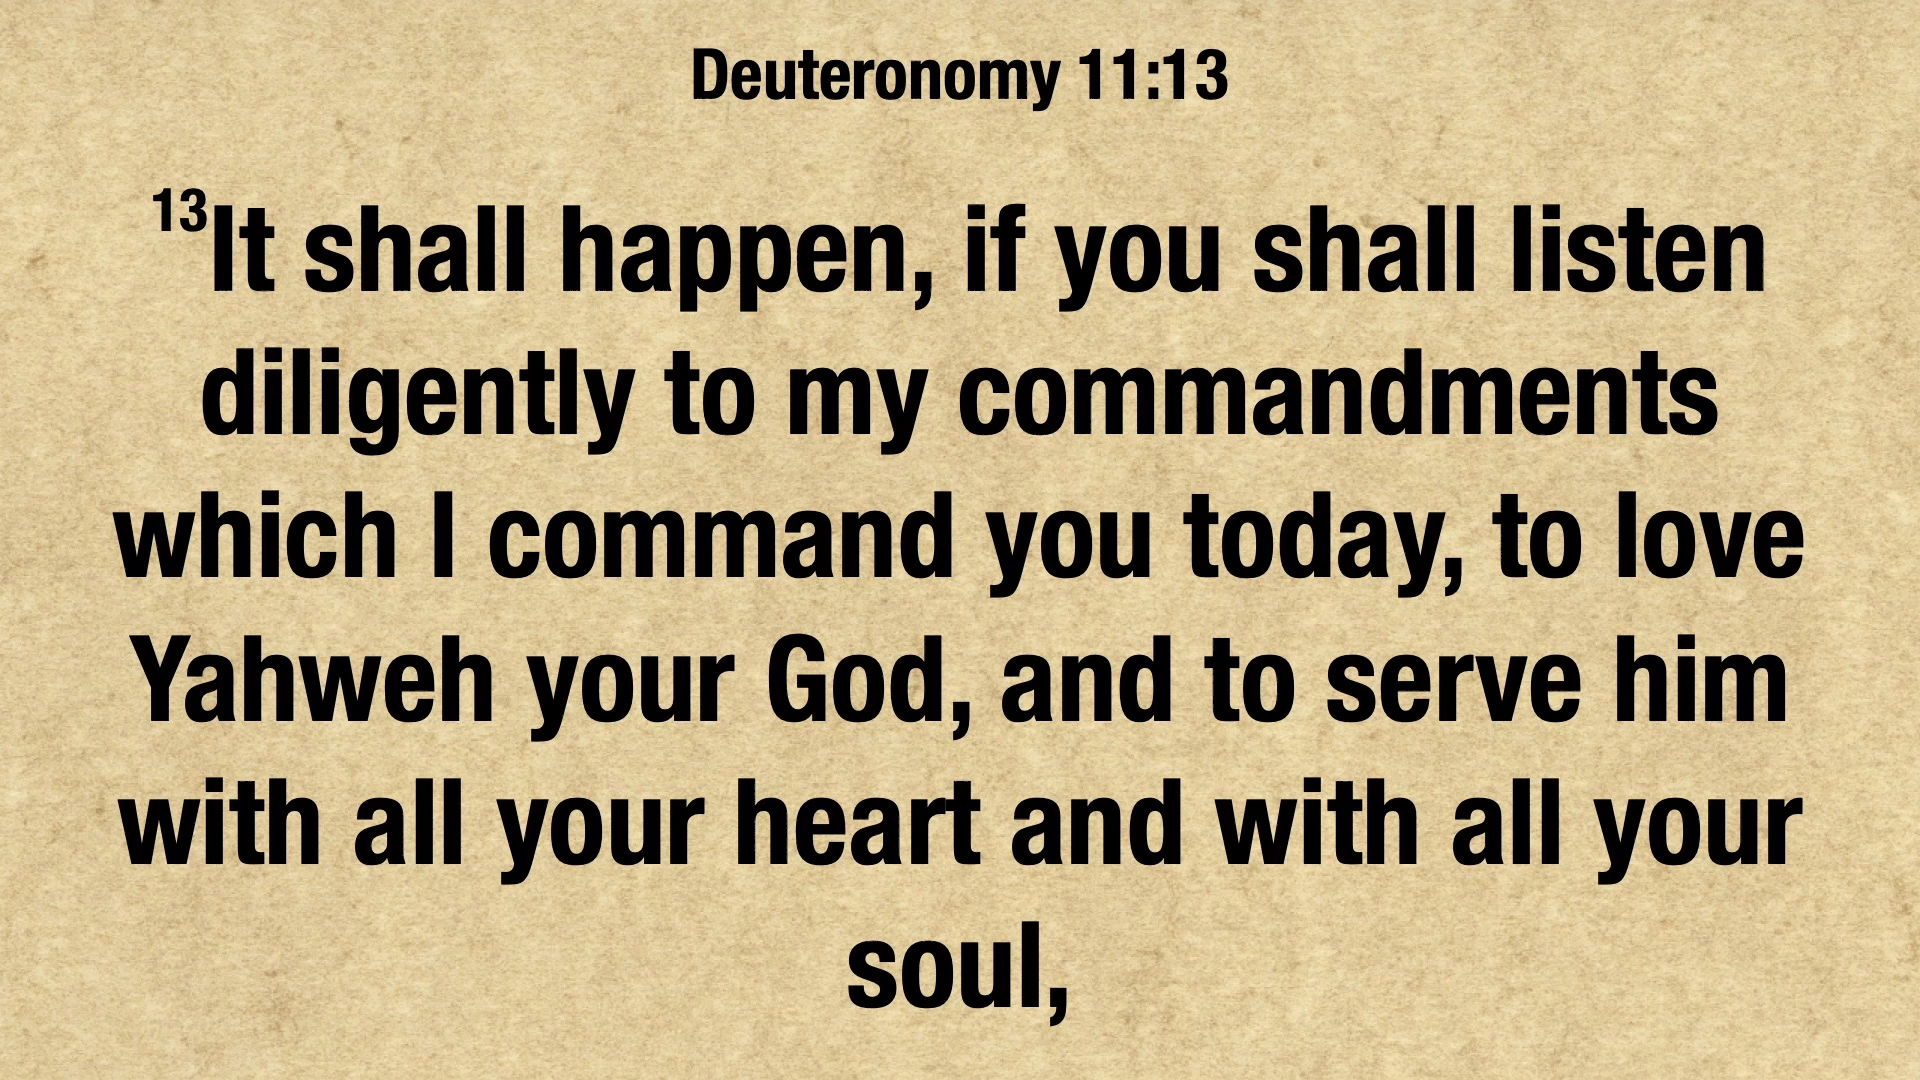 Deuteronomy 11:13
13It shall happen, if you shall listen
diligently to my commandments
which I command you today, to love
Yahweh your God, and to serve him
with all your heart and with all your
soul,